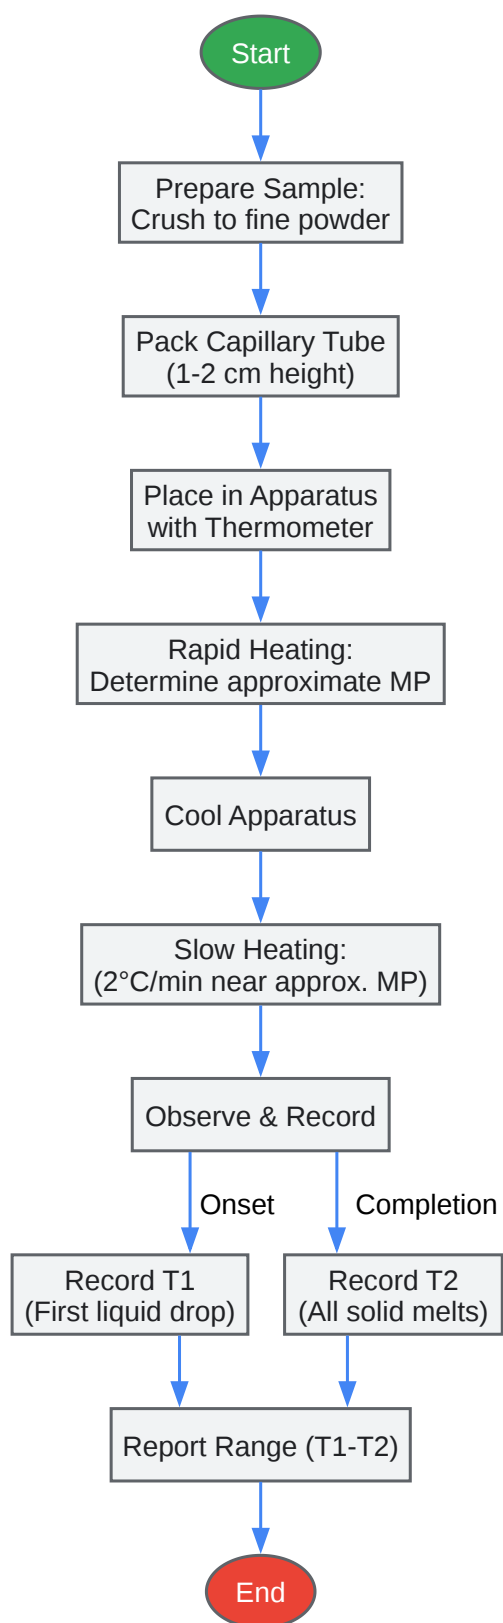 Start
Prepare Sample:
Crush to fine powder
Pack Capillary Tube
(1-2 cm height)
Place in Apparatus
with Thermometer
Rapid Heating:
Determine approximate MP
Cool Apparatus
Slow Heating:
(2°C/min near approx. MP)
Observe & Record
Onset
Completion
Record T1
(First liquid drop)
Record T2
(All solid melts)
Report Range (T1-T2)
End